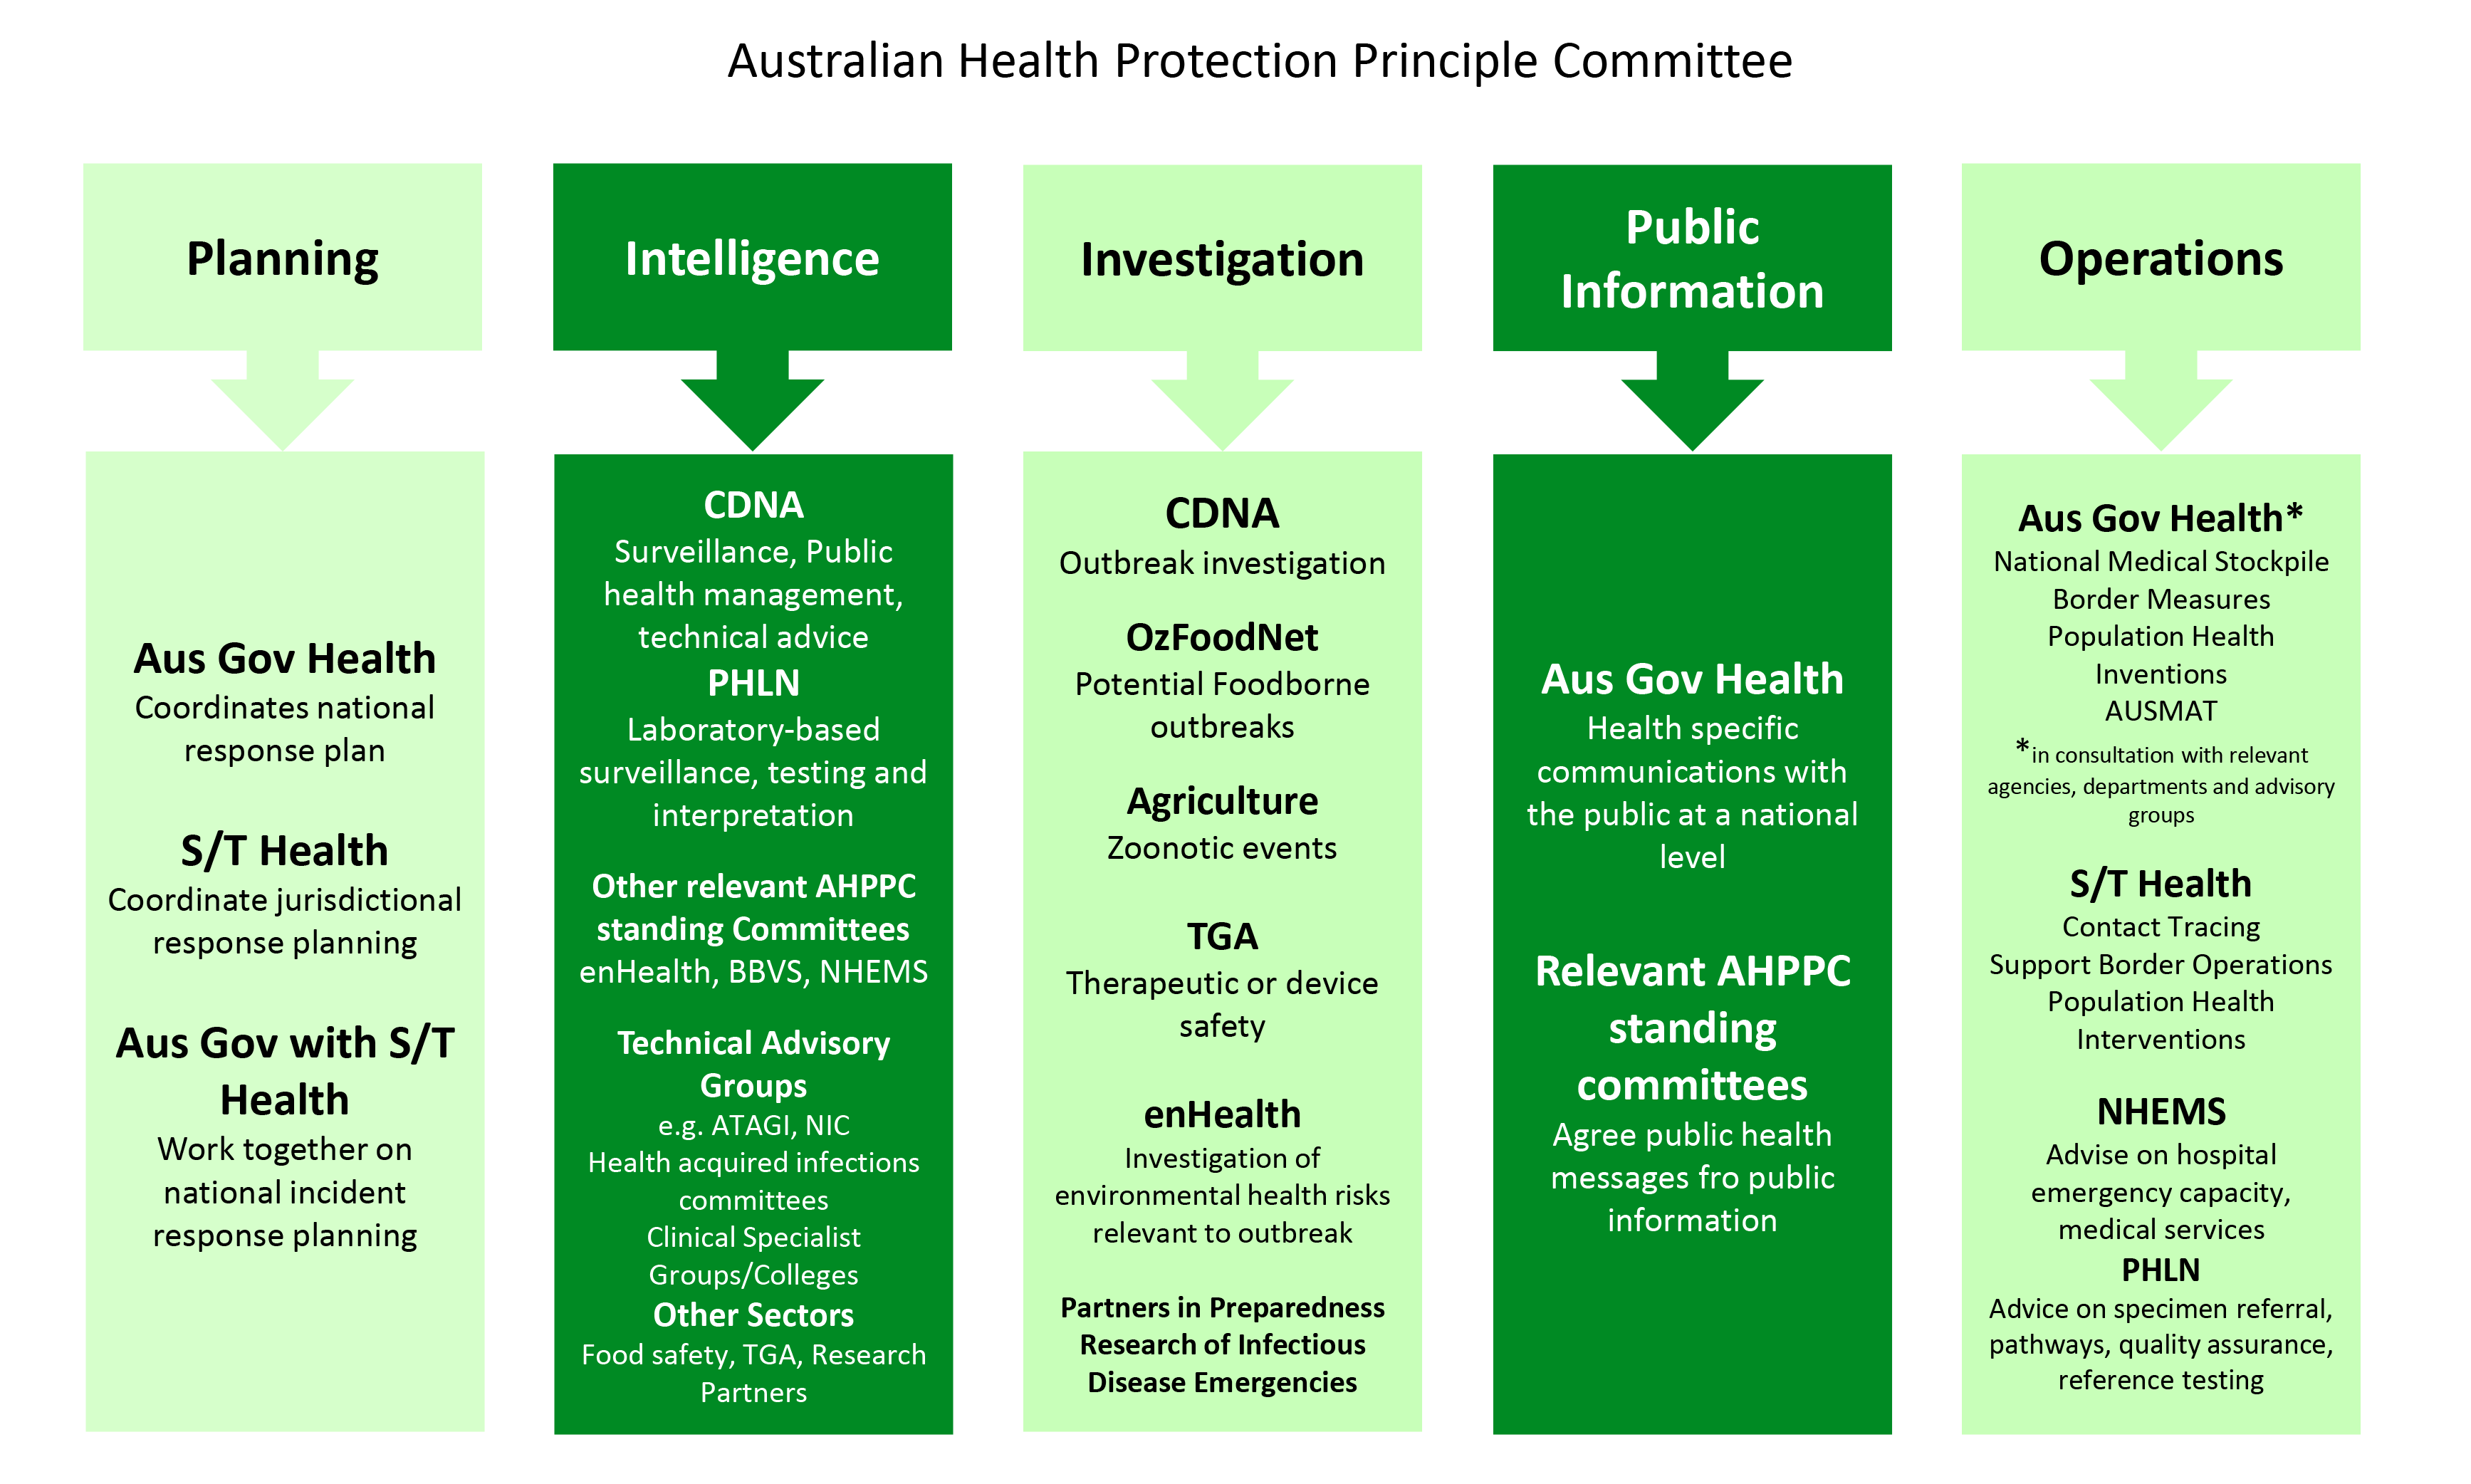 Australian Health Protection Principle Committee
Planning
Aus Gov Health
Coordinates national
response plan
S/T Health
Coordinate jurisdictional
response planning
Aus Gov with S/T
Health
Work together on
national incident
response planning
Intelligence
CDNA
Surveillance, Public
health management,
technical advice
PHLN
Laboratory-based
surveillance, testing and
interpretation
Other relevant AHPPC
standing Committees
enHealth, BBVS, NHEMS
Technical Advisory
Groups
e.g. ATAGI, NIC
Health acquired infections
committees
Clinical Specialist
Groups/Colleges
Other Sectors
Food safety, TGA, Research
Partners
Investigation
CDNA
Outbreak investigation
OzFoodNet
Potential Foodborne
outbreaks
Agriculture
Zoonotic events
TGA
Therapeutic or device
safety
enHealth
Investigation of
environmental health risks
relevant to outbreak
Partners in Preparedness
Research of Infectious
Disease Emergencies
Public
Information
Aus Gov Health
Health specific
communications with
the public at a national
level
Relevant AHPPC
standing
committees
Agree public health
messages fro public
information
Operations
Aus Gov Health*
National Medical Stockpile
Border Measures
Population Health
Inventions
AUSMAT
*in consultation with relevant
agencies, departments and advisory
groups
S/T Health
Contact Tracing
Support Border Operations
Population Health
Interventions
NHEMS
Advise on hospital
emergency capacity,
medical services
PHLN
Advice on specimen referral,
pathways, quality assurance,
reference testing